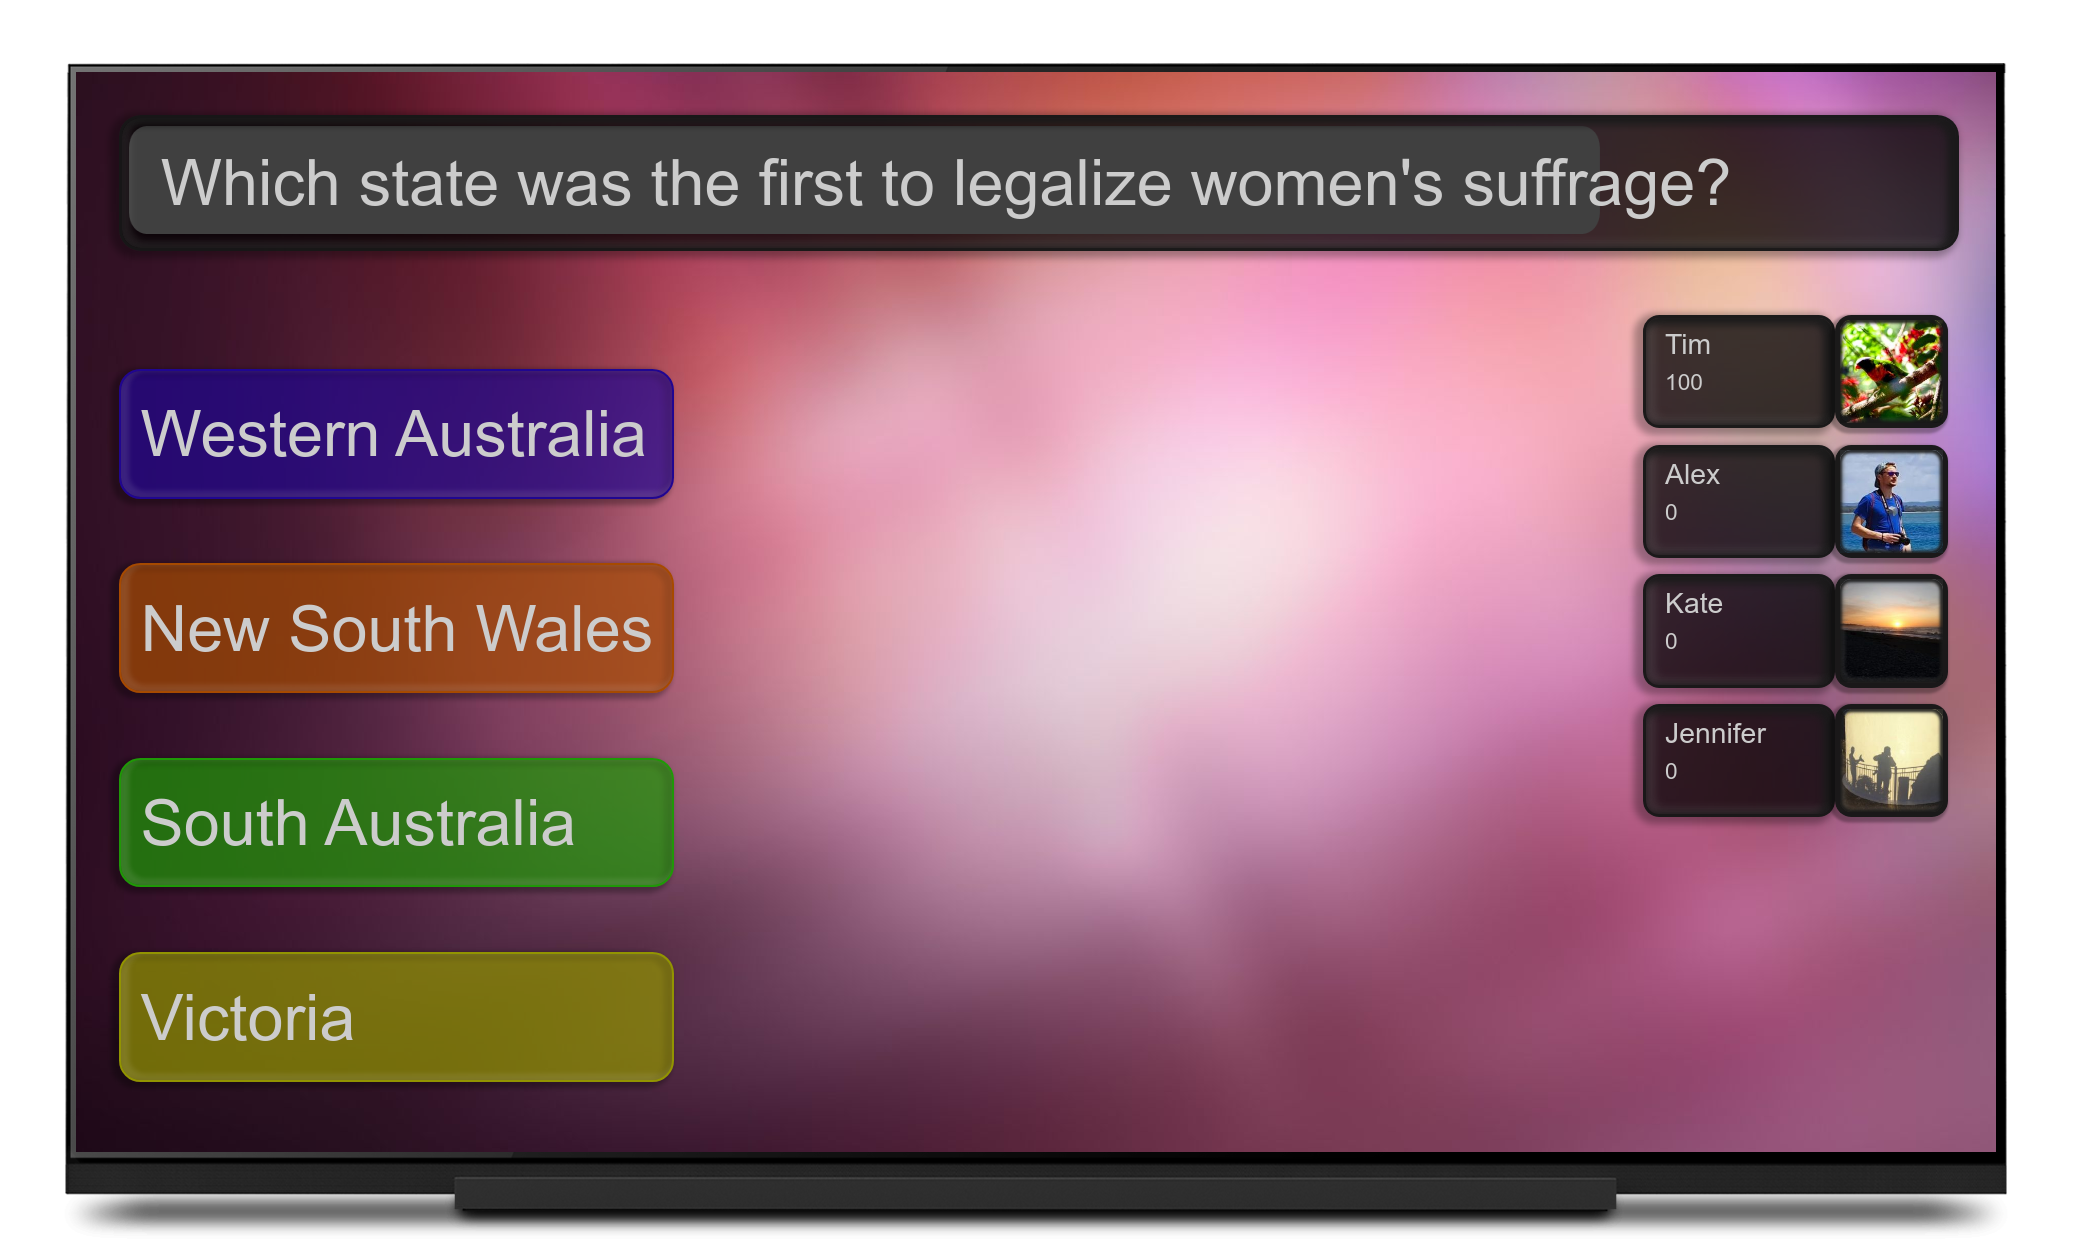 Which state was the first to legalize women's suffrage?
Western Australia
New South Wales
South Australia
Victoria
Tim
100
Alex
0
Kate
0
Jennifer
0